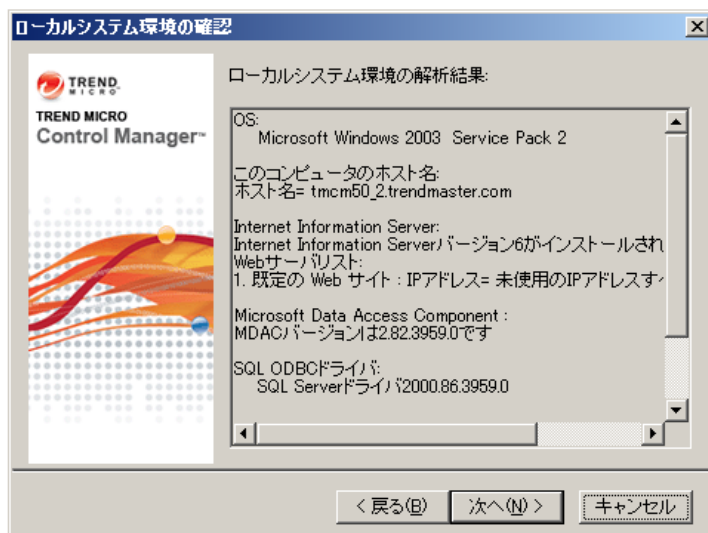 ローカルシステム環境の確認
TREND
MICRO
TREND MICRO
Control Manager™
ローカルシステム環境の解析結果:
OS:
Microsoft Windows 2003 Service Pack 2
このコンピュータのホスト名:
ホスト名= tmcm50_2.trendmaster.com
Internet Information Server:
Internet Information Serverバージョン6がインストールされ
Webサーバリスト:
1. 既定の Web サイト : IPアドレス= 未使用のIPアドレスす
Microsoft Data Access Component :
MDACバージョンは2.82.3959.0です
SQL ODBCドライバ:
SQL Serverドライバ2000.86.3959.0
< 戻る(B)
次へ(N) >
キャンセル